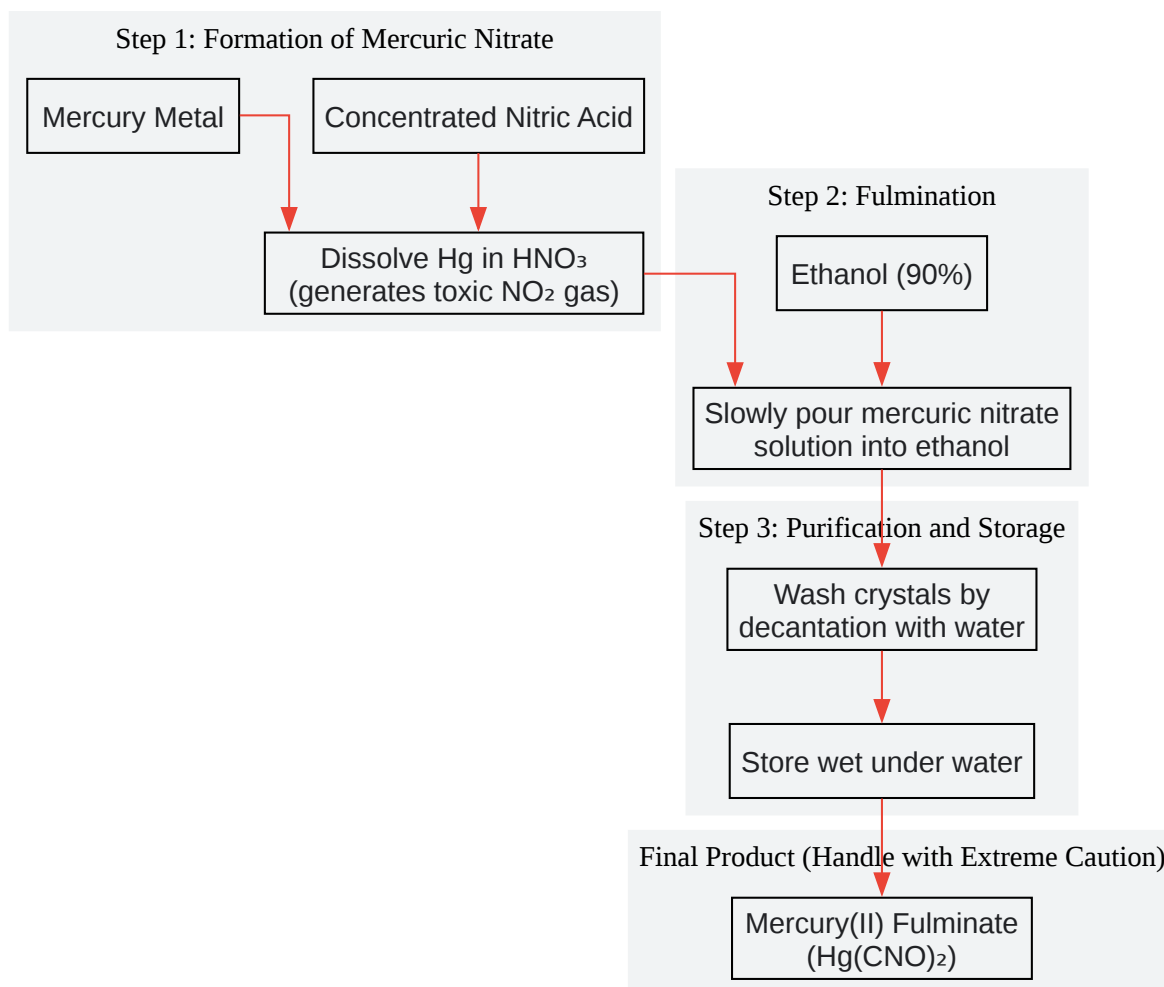 Step 1: Formation of Mercuric Nitrate
Mercury Metal
Concentrated Nitric Acid
Dissolve Hg in HNO₃
(generates toxic NO₂ gas)
Step 2: Fulmination
Ethanol (90%)
Slowly pour mercuric nitrate
solution into ethanol
Step 3: Purification and Storage
Wash crystals by
decantation with water
Store wet under water
Final Product (Handle with Extreme Caution)
Mercury(II) Fulminate
(Hg(CNO)₂)